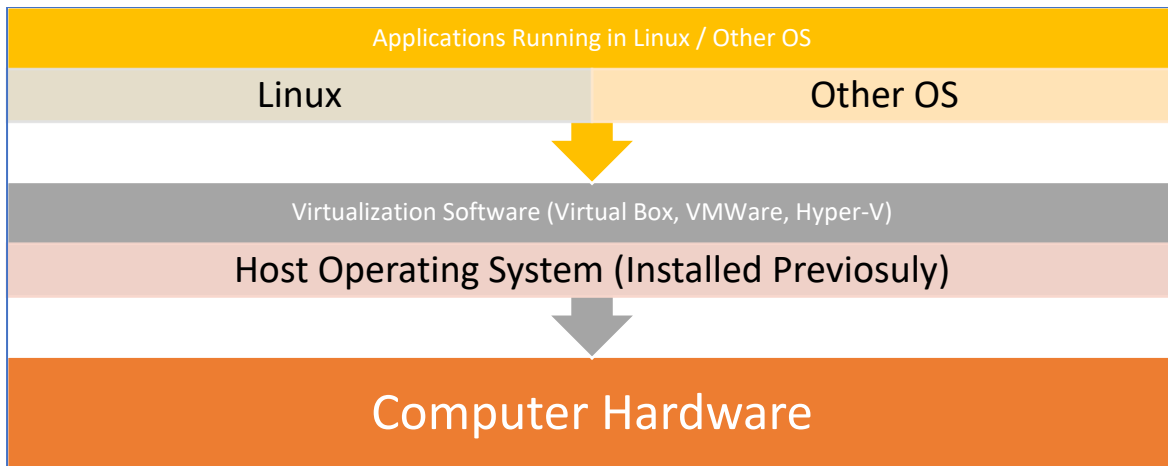 Applications Running in Linux / Other OS
Linux
Other OS
Virtualization Software (Virtual Box, VMWare, Hyper-V)
Host Operating System (Installed Previosuly)
Computer Hardware